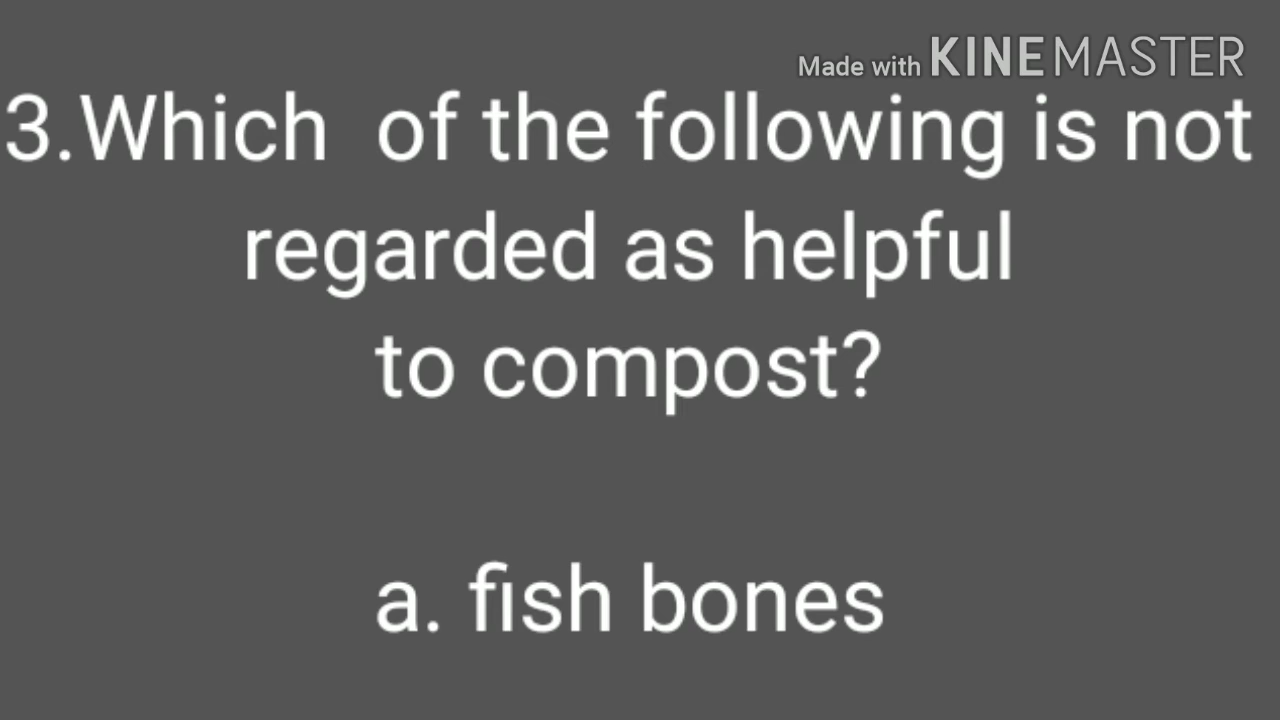 Made with KINEMASTER
3.Which of the following is not
regarded as helpful
to compost?
a. fish bones